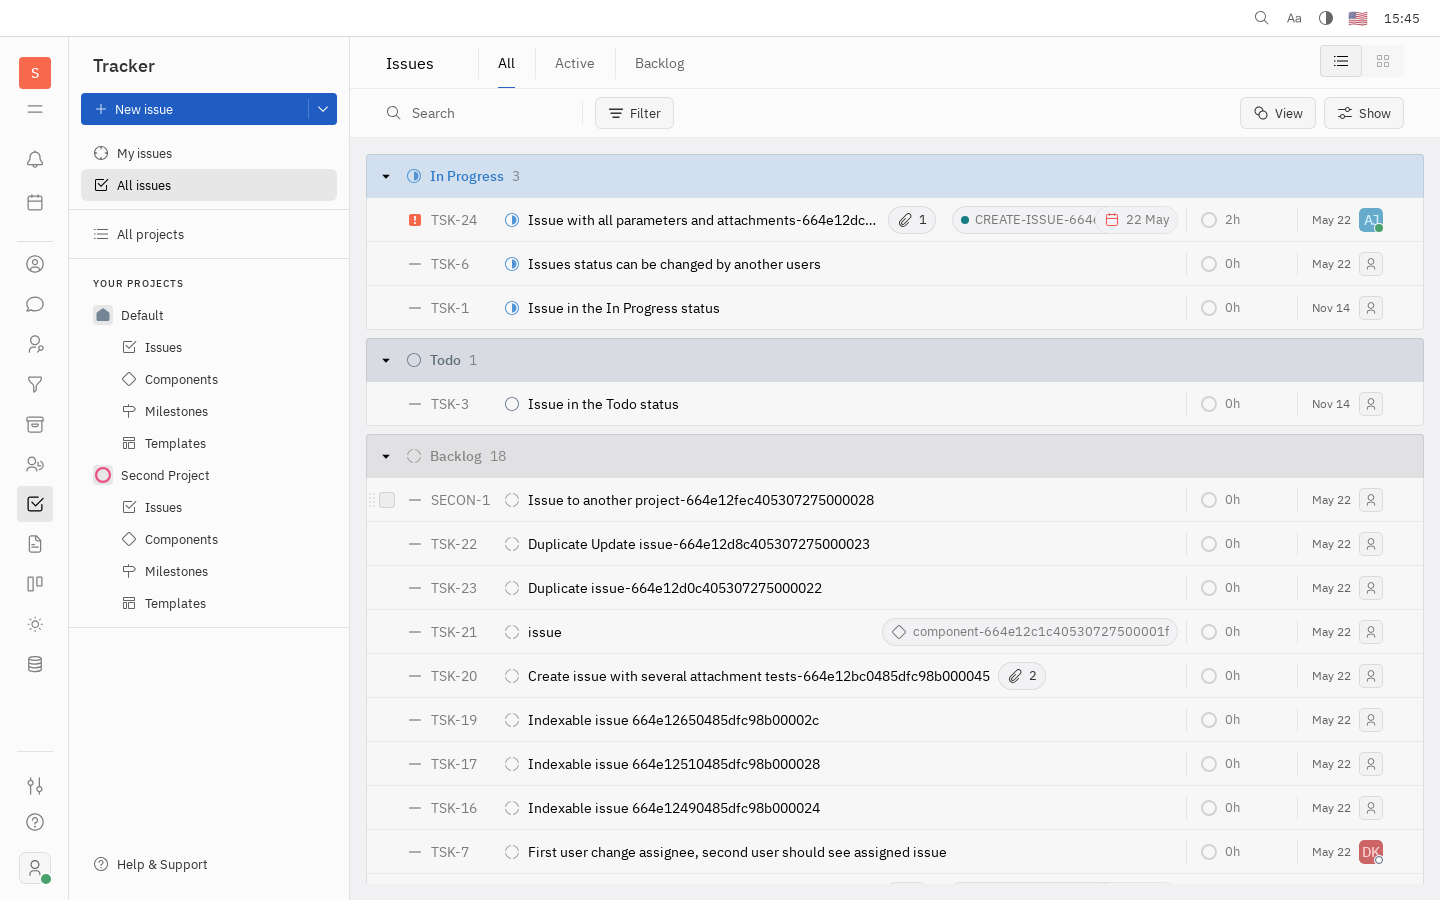 Aa 15:45
S
Tracker
New issue
My issues
All issues
All projects
YOUR PROJECTS
Default
Issues
Components
Milestones
Templates
Second Project
Issues
Components
Milestones
Templates
Help & Support
Issues All Active Backlog
Search Filter View Show
In Progress 3
TSK-24 Issue with all parameters and attachments-664e12dc... 1 CREATE-ISSUE-664e 22 May 2h May 22 AJ
TSK-6 Issues status can be changed by another users 0h May 22
TSK-1 Issue in the In Progress status 0h Nov 14
Todo 1
TSK-3 Issue in the Todo status 0h Nov 14
Backlog 18
SECON-1 Issue to another project-664e12fec405307275000028 0h May 22
TSK-22 Duplicate Update issue-664e12d8c405307275000023 0h May 22
TSK-23 Duplicate issue-664e12d0c405307275000022 0h May 22
TSK-21 issue component-664e12c1c40530727500001f 0h May 22
TSK-20 Create issue with several attachment tests-664e12bc0485dfc98b000045 2 0h May 22
TSK-19 Indexable issue 664e12650485dfc98b00002c 0h May 22
TSK-17 Indexable issue 664e12510485dfc98b000028 0h May 22
TSK-16 Indexable issue 664e12490485dfc98b000024 0h May 22
TSK-7 First user change assignee, second user should see assigned issue 0h May 22 DK